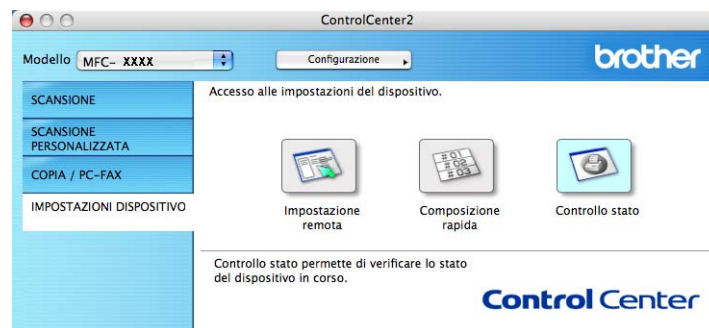 ControlCenter2
Modello MFC- XXXX Configurazione brother
SCANSIONE
SCANSIONE
PERSONALIZZATA
COPIA / PC-FAX
IMPOSTAZIONI DISPOSITIVO
Accesso alle impostazioni del dispositivo.
Impostazione
remota
Composizione
rapida
Controllo stato
Controllo stato permette di verificare lo stato
del dispositivo in corso.
Control Center